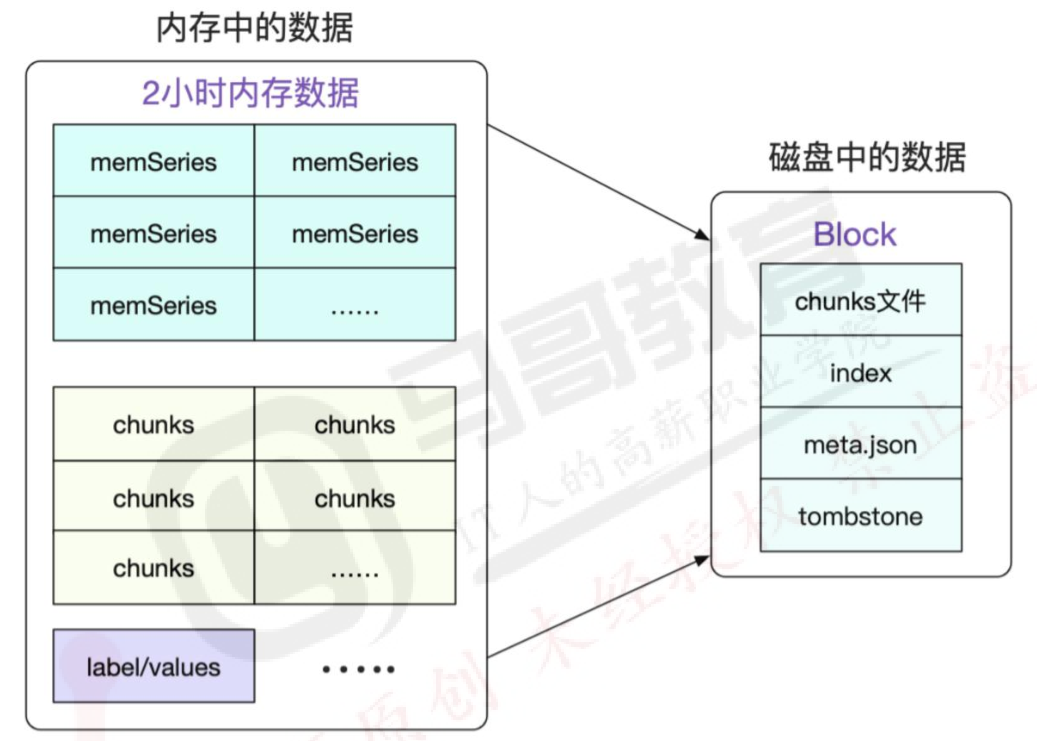 内存中的数据
2小时内存数据
memSeries memSeries
memSeries memSeries
memSeries ……
chunks chunks
chunks chunks
chunks ……
label/values •••••
磁盘中的数据
Block
chunks文件
index
meta.json
tombstone
马哥教育
IT人的高薪职业学院
原创 未经授权 禁止盗